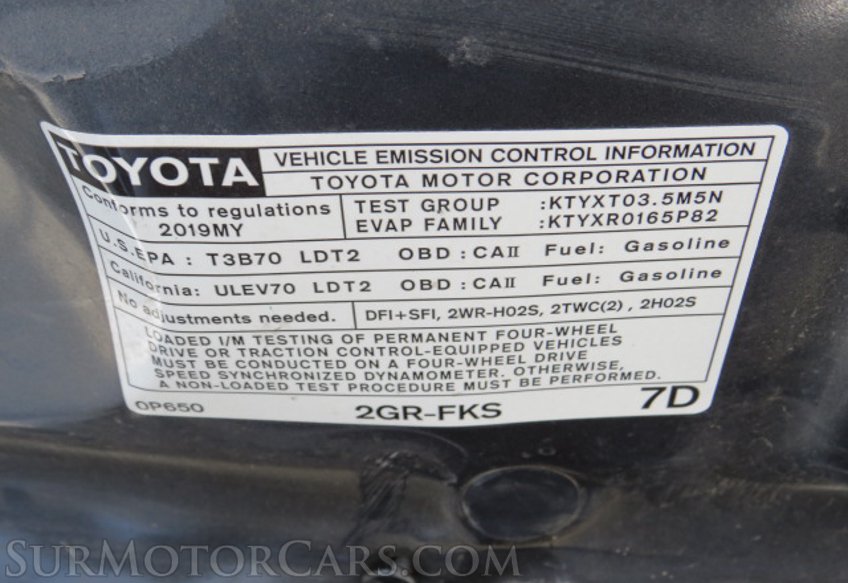 TOYOTA
VEHICLE EMISSION CONTROL INFORMATION
TOYOTA MOTOR CORPORATION
Conforms to regulations
2019MY
TEST GROUP :KTYXT03.5M5N
EVAP FAMILY :KTYXR0165P82
U.S.EPA : T3B70 LDT2 OBD : CAII Fuel: Gasoline
California: ULEV70 LDT2 OBD : CAII Fuel: Gasoline
No adjustments needed. DFI+SFI, 2WR-HO2S, 2TWC(2) , 2HO2S
LOADED I/M TESTING OF PERMANENT FOUR-WHEEL
DRIVE OR TRACTION CONTROL-EQUIPPED VEHICLES
MUST BE CONDUCTED ON A FOUR-WHEEL DRIVE
SPEED SYNCHRONIZED DYNAMOMETER. OTHERWISE,
A NON-LOADED TEST PROCEDURE MUST BE PERFORMED.
0P650 2GR-FKS 7D
SURMOTORCARS.COM